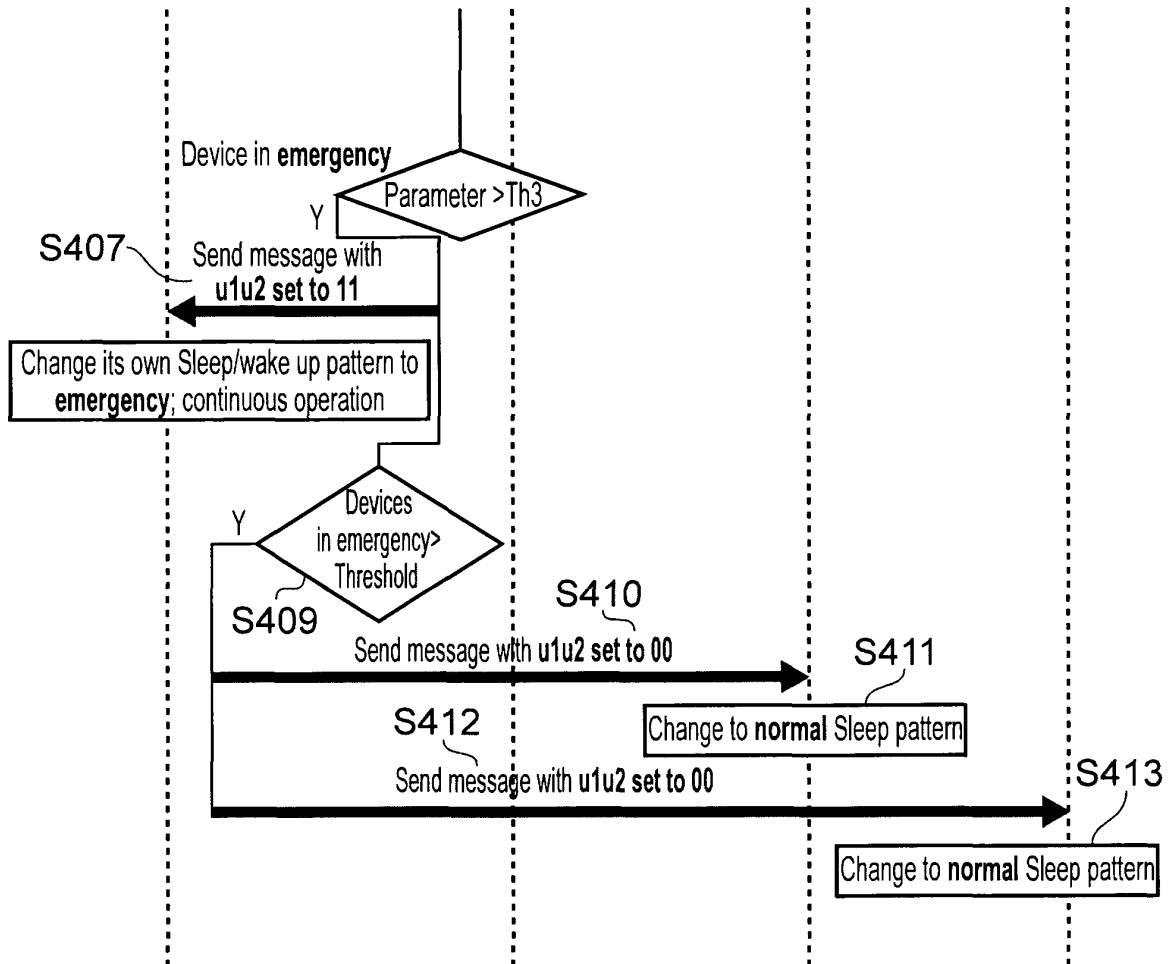 Device in emergency
Parameter >Th3
Y
S407
Send message with
u1u2 set to 11
Change its own Sleep/wake up pattern to
emergency; continuous operation
Y
Devices
in emergency>
Threshold
S409
S410
Send message with u1u2 set to 00
S411
Change to normal Sleep pattern
S412
Send message with u1u2 set to 00
S413
Change to normal Sleep pattern